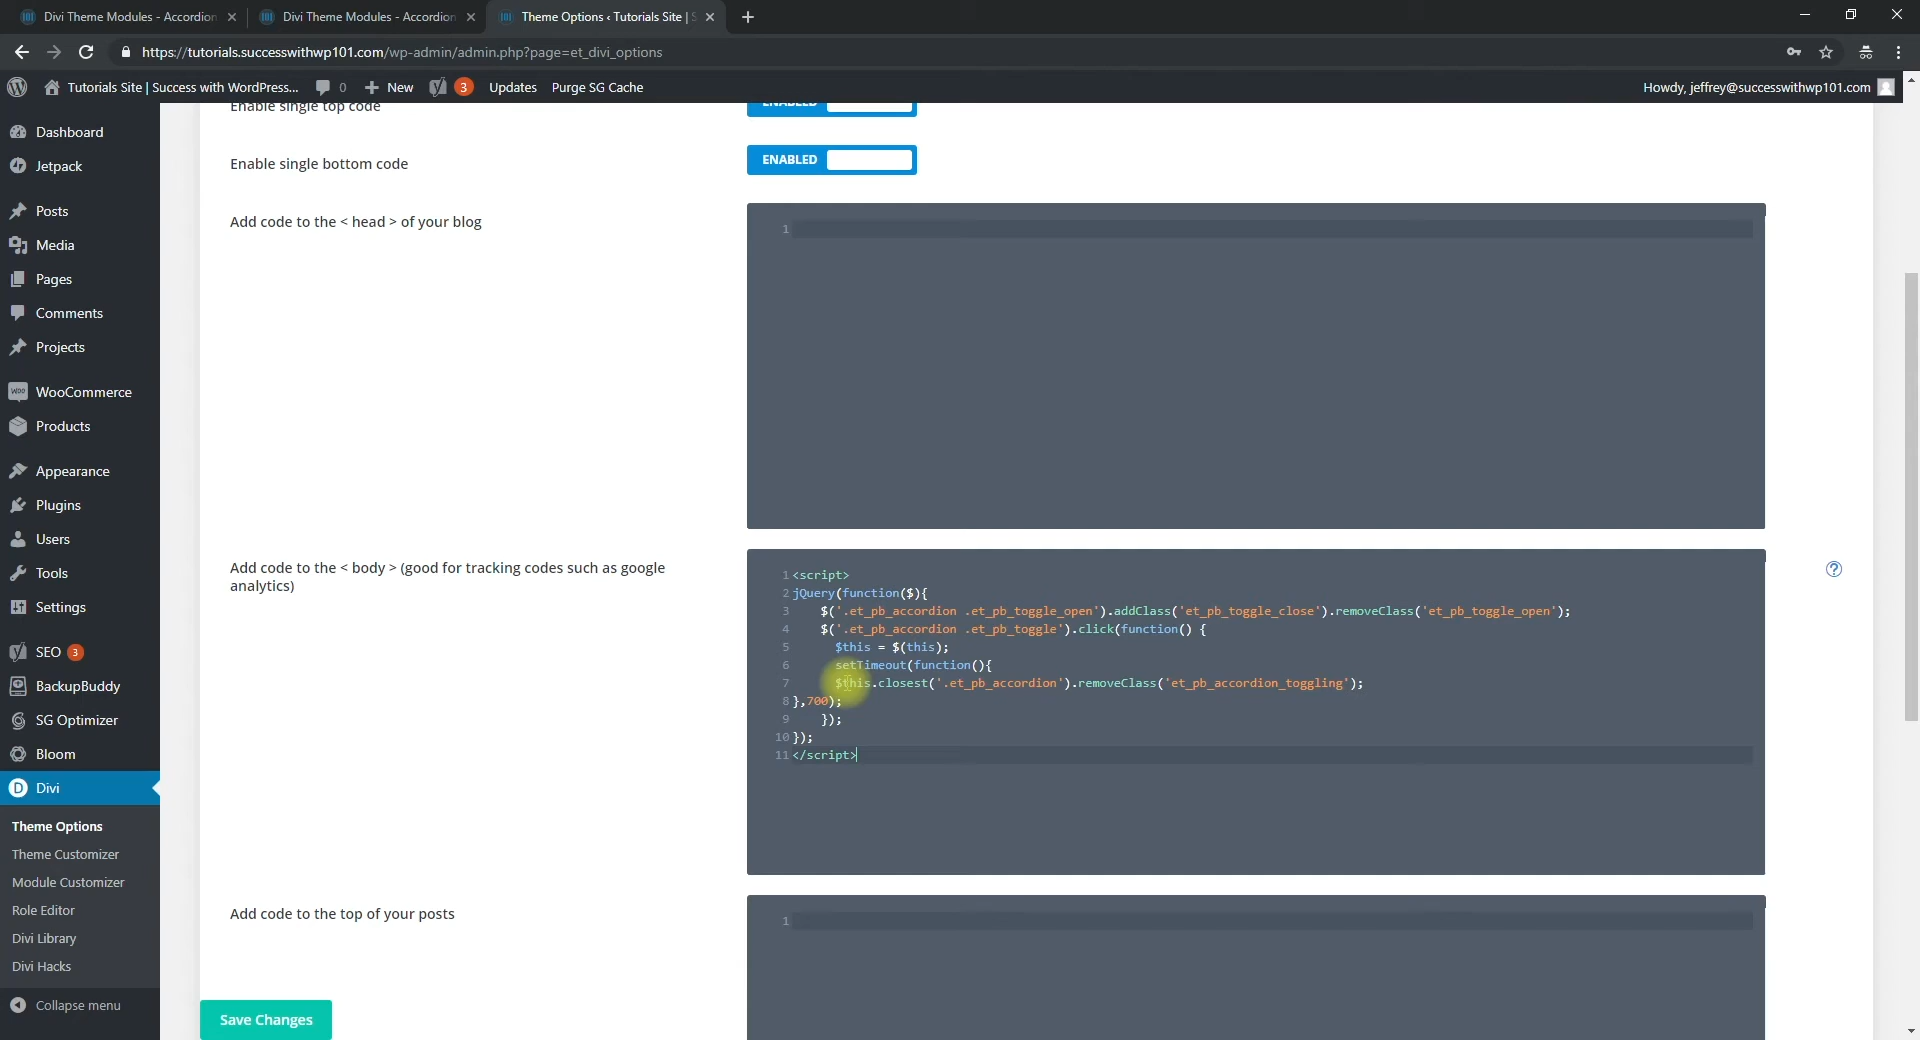 Divi Theme Modules - Accordion
Divi Theme Modules - Accordion
Theme Options ‹ Tutorials Site |
https://tutorials.successwithwp101.com/wp-admin/admin.php?page=et_divi_options
Tutorials Site | Success with WordPress...
0
New
3
Updates
Purge SG Cache
Howdy, jeffrey@successwithwp101.com
Dashboard
Jetpack
Posts
Media
Pages
Comments
Projects
WooCommerce
Products
Appearance
Plugins
Users
Tools
Settings
SEO 3
BackupBuddy
SG Optimizer
Bloom
Divi
Theme Options
Theme Customizer
Module Customizer
Role Editor
Divi Library
Divi Hacks
Collapse menu
Enable single top code
ENABLED
Enable single bottom code
ENABLED
Add code to the < head > of your blog
1
Add code to the < body > (good for tracking codes such as google
analytics)
1 <script>
2 jQuery(function($){
3 $('.et_pb_accordion .et_pb_toggle_open').addClass('et_pb_toggle_close').removeClass('et_pb_toggle_open');
4 $('.et_pb_accordion .et_pb_toggle').click(function() {
5 $this = $(this);
6 setTimeout(function(){
7 $this.closest('.et_pb_accordion').removeClass('et_pb_accordion_toggling');
8 },700);
9 });
10 });
11 </script>
Add code to the top of your posts
1
Save Changes